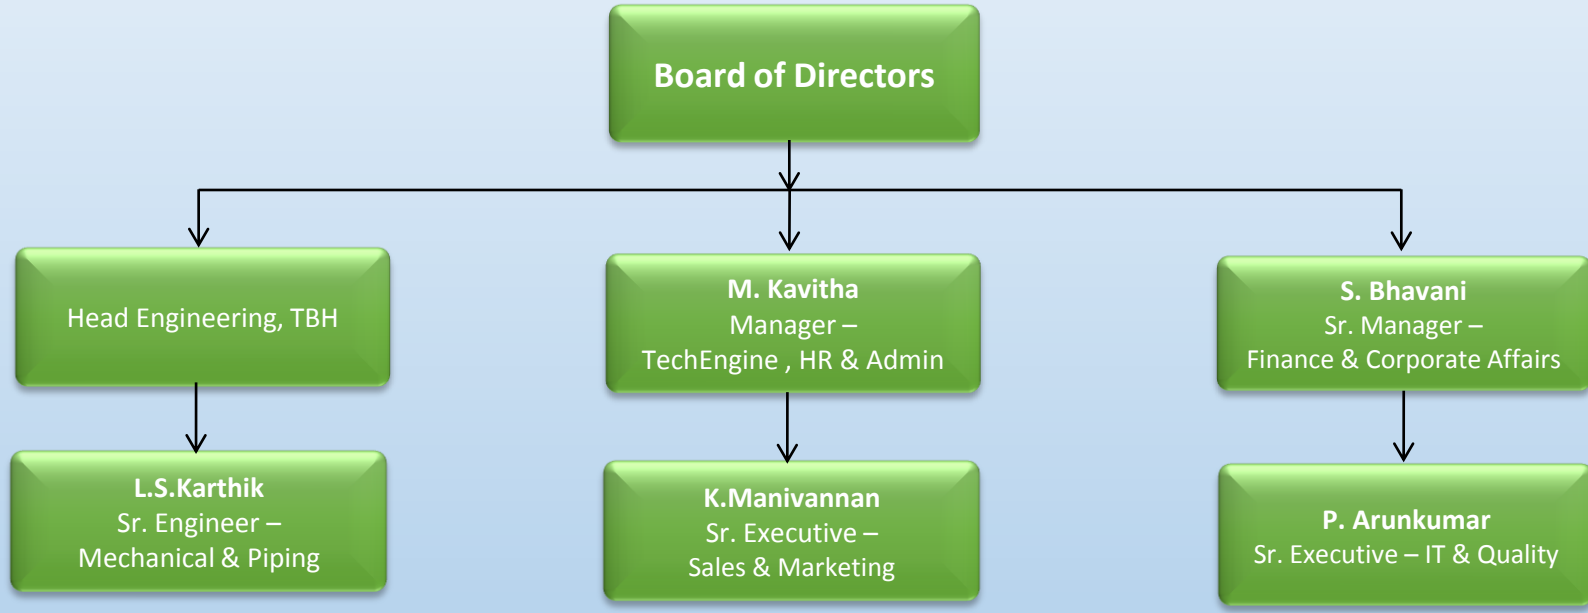 Board of Directors
Head Engineering, TBH
M. Kavitha
Manager –
TechEngine , HR & Admin
S. Bhavani
Sr. Manager –
Finance & Corporate Affairs
L.S.Karthik
Sr. Engineer –
Mechanical & Piping
K.Manivannan
Sr. Executive –
Sales & Marketing
P. Arunkumar
Sr. Executive – IT & Quality